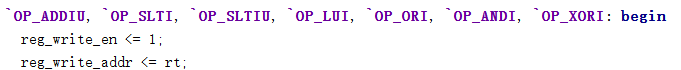 `OP_ADDIU, `OP_SLTI, `OP_SLTIU, `OP_LUI, `OP_ORI, `OP_ANDI, `OP_XORI: begin
reg_write_en <= 1;
reg_write_addr <= rt;